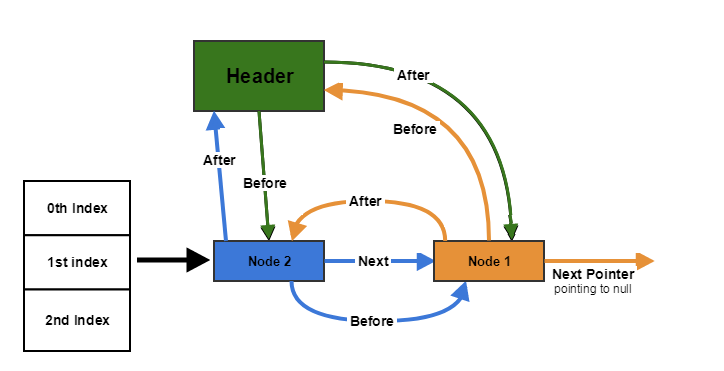 Header
After
Before
After
Before
0th Index
After
1st index
Node 2
Next
Node 1
Next Pointer
pointing to null
2nd Index
Before